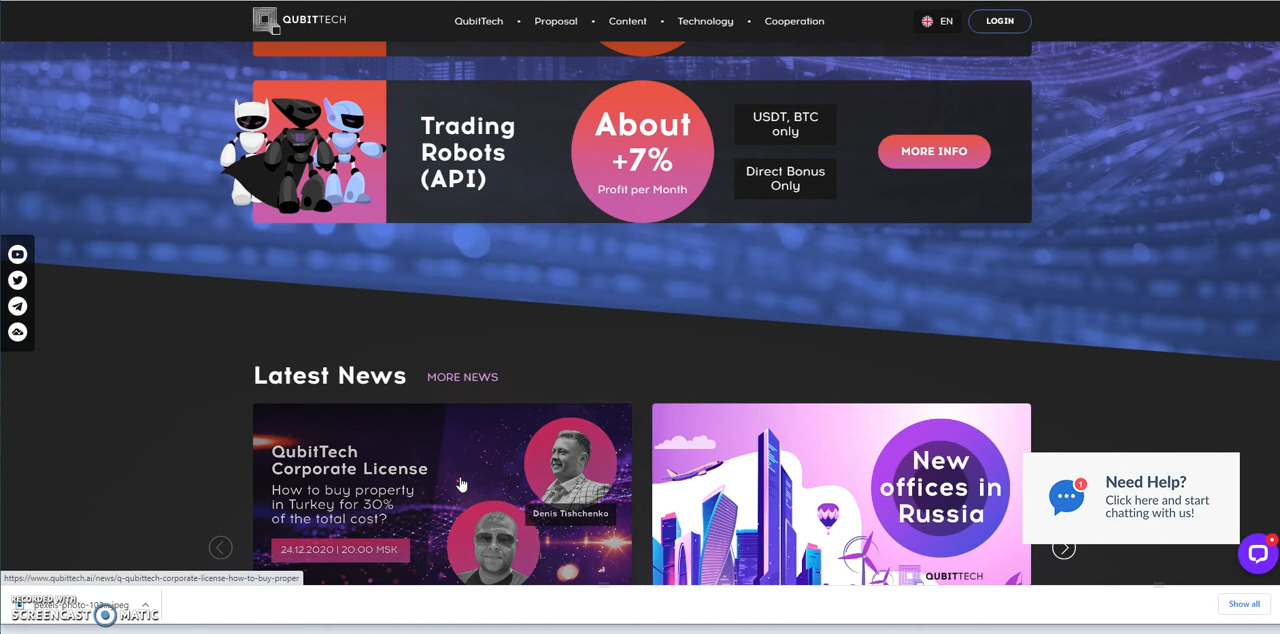 QUBITTECH
QubitTech • Proposal • Content • Technology • Cooperation
EN
LOGIN
Trading
Robots
(API)
About
+7%
Profit per Month
USDT, BTC
only
Direct Bonus
Only
MORE INFO
Latest News
MORE NEWS
QubitTech
Corporate License
How to buy property
in Turkey for 30%
of the total cost?
24.12.2020 | 20:00 MSK
Denis Tishchenko
New
offices in
Russia
QUBITTECH
Need Help?
1
Click here and start
chatting with us!
https://www.qubittech.ai/news/q-qubittech-corporate-license-how-to-buy-proper
RECORDED WITH
SCREENCAST MATIC
Show all